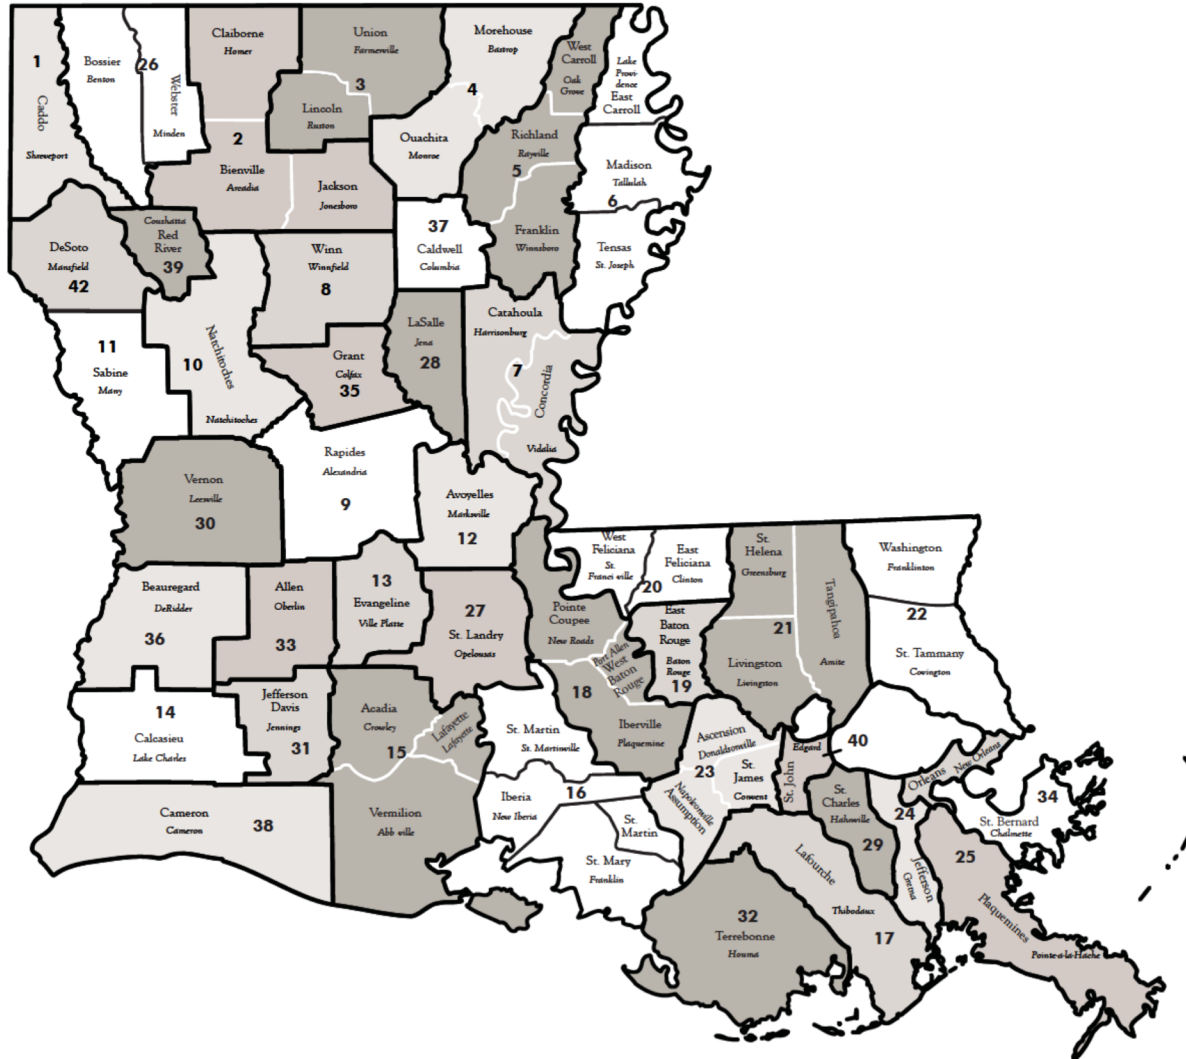 1
Caddo
Shreveport
Bossier
Benton
26
Webster
Minden
Claiborne
Homer
2
Bienville
Arcadia
Jackson
Jonesboro
Union
Farmerville
3
Lincoln
Ruston
Morehouse
Bastrop
4
Ouachita
Monroe
West
Carroll
Oak
Grove
Richland
Rayville
5
Franklin
Winnsboro
Lake
Provi-
dence
East
Carroll
Madison
Tallulah
6
Tensas
St. Joseph
DeSoto
Mansfield
42
Coushatta
Red
River
39
Winn
Winnfield
8
37
Caldwell
Columbia
11
Sabine
Many
10
Natchitoches
Natchitoches
Grant
Colfax
35
LaSalle
Jena
28
Catahoula
Harrisonburg
7
Concordia
Vidalia
Vernon
Leesville
30
Rapides
Alexandria
9
Avoyelles
Marksville
12
Beauregard
DeRidder
36
Allen
Oberlin
33
13
Evangeline
Ville Platte
27
St. Landry
Opelousas
Pointe
Coupee
New Roads
18
Port Allen
West
Baton
Rouge
Iberville
Plaquemine
West
Feliciana
St.
Franci ville
20
East
Feliciana
Clinton
East
Baton
Rouge
Baton
Rouge
19
St.
Helena
Greensburg
21
Livingston
Livingston
Tangipahoa
Amite
Washington
Franklinton
22
St. Tammany
Covington
14
Calcasieu
Lake Charles
Jefferson
Davis
Jennings
31
Acadia
Crowley
15
Lafayette
Lafayette
Vermilion
Abb ville
Cameron
Cameron
38
St. Martin
St. Martinville
Iberia
New Iberia
16
St.
Martin
St. Mary
Franklin
Ascension
Donaldsonville
23
St.
James
Convent
Napoleonville
Assumption
Edgard
St. John
40
St.
Charles
Hahnville
29
24
Jefferson
Gretna
Orleans
New Orleans
34
St. Bernard
Chalmette
25
Plaquemines
Pointe-a-la-Hache
Lafourche
Thibodaux
17
32
Terrebonne
Houma